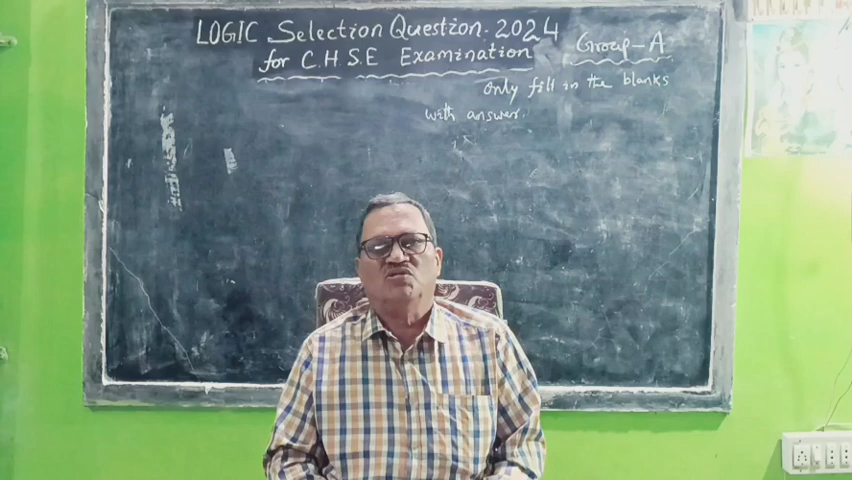 LOGIC Selection Question. 2024
for C.H.S.E Examination
Group-A
only fill in the blanks
with answer.